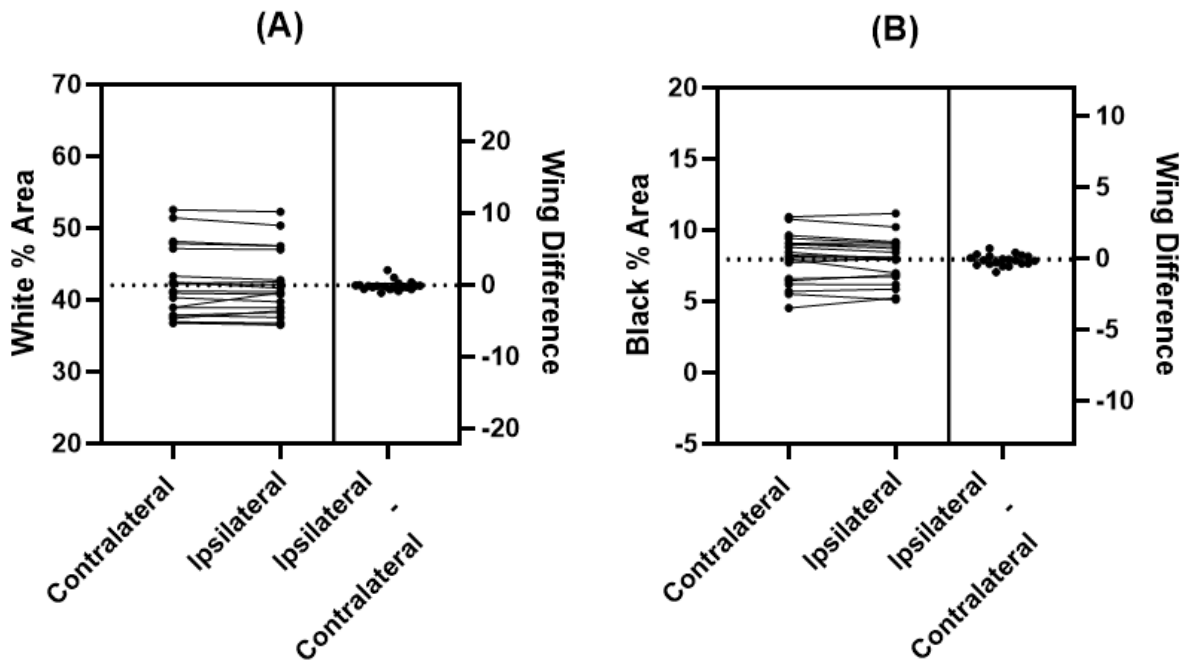 (A)
White % Area
70
60
50
40
30
20
20
10
0
-10
-20
Wing Difference
Contralateral
Ipsilateral
Ipsilateral
-
Contralateral
(B)
Black % Area
20
15
10
5
0
-5
10
5
0
-5
-10
Wing Difference
Contralateral
Ipsilateral
Ipsilateral
-
Contralateral